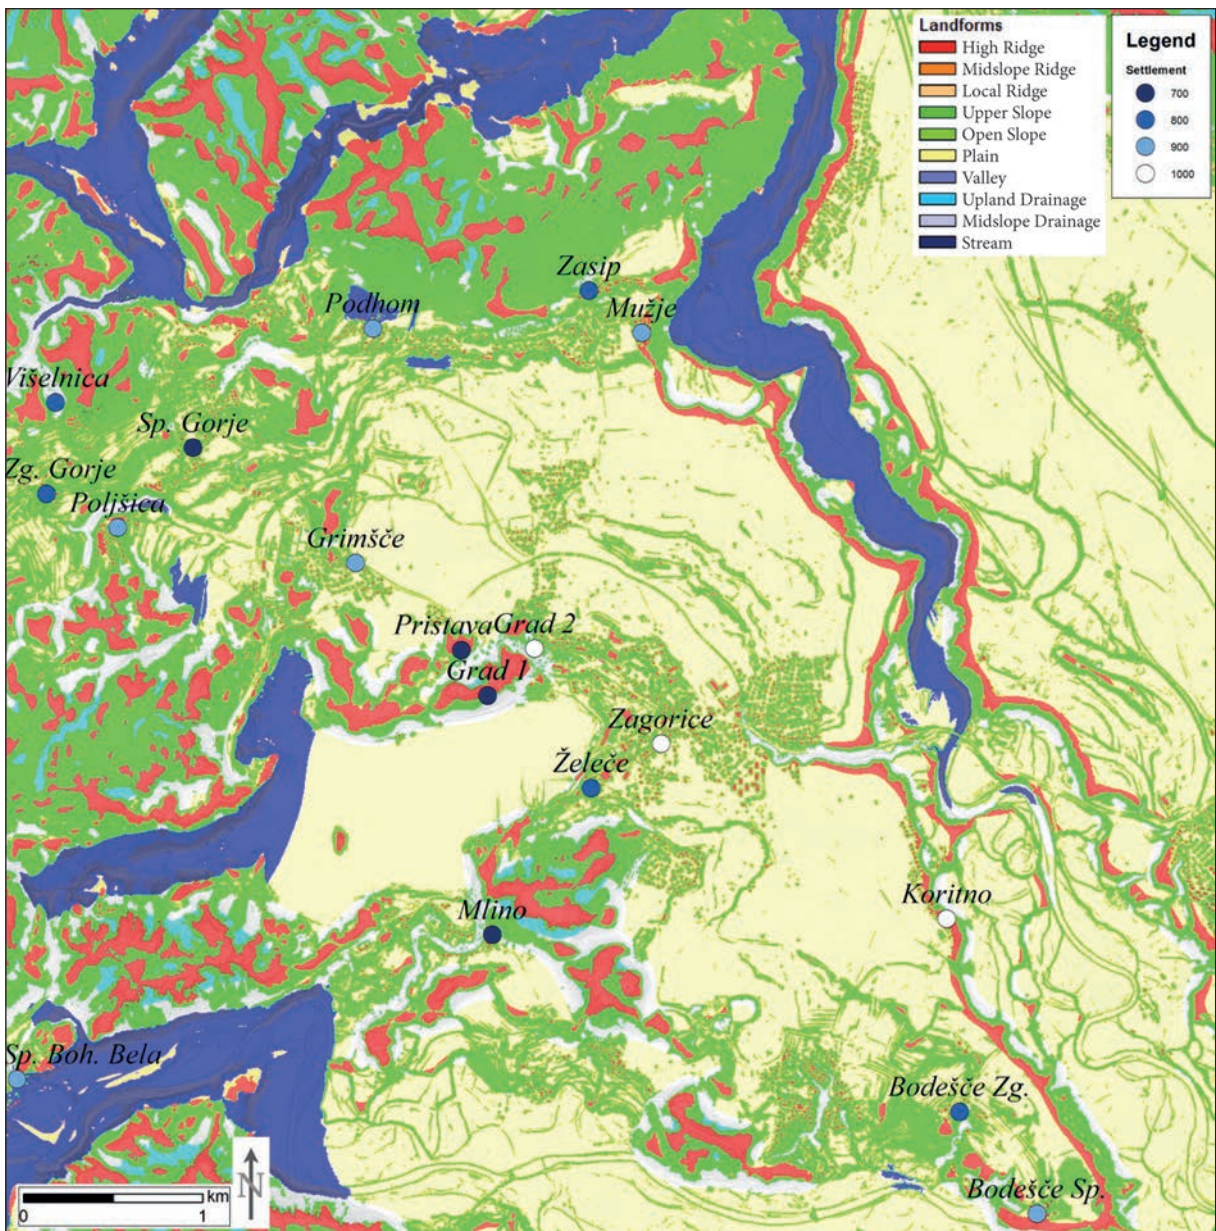 Landforms
High Ridge
Midslope Ridge
Local Ridge
Upper Slope
Open Slope
Plain
Valley
Upland Drainage
Midslope Drainage
Stream
Legend
Settlement
700
800
900
1000
Zasip
Podhom
Mužje
Višelnica
Sp. Gorje
Zg. Gorje
Poljšica
Grimšče
Pristava
Grad 2
Grad 1
Zagorice
Želeče
Koritno
Mlino
Sp. Boh. Bela
Bodešče Zg.
Bodešče Sp.
N
km
0 1